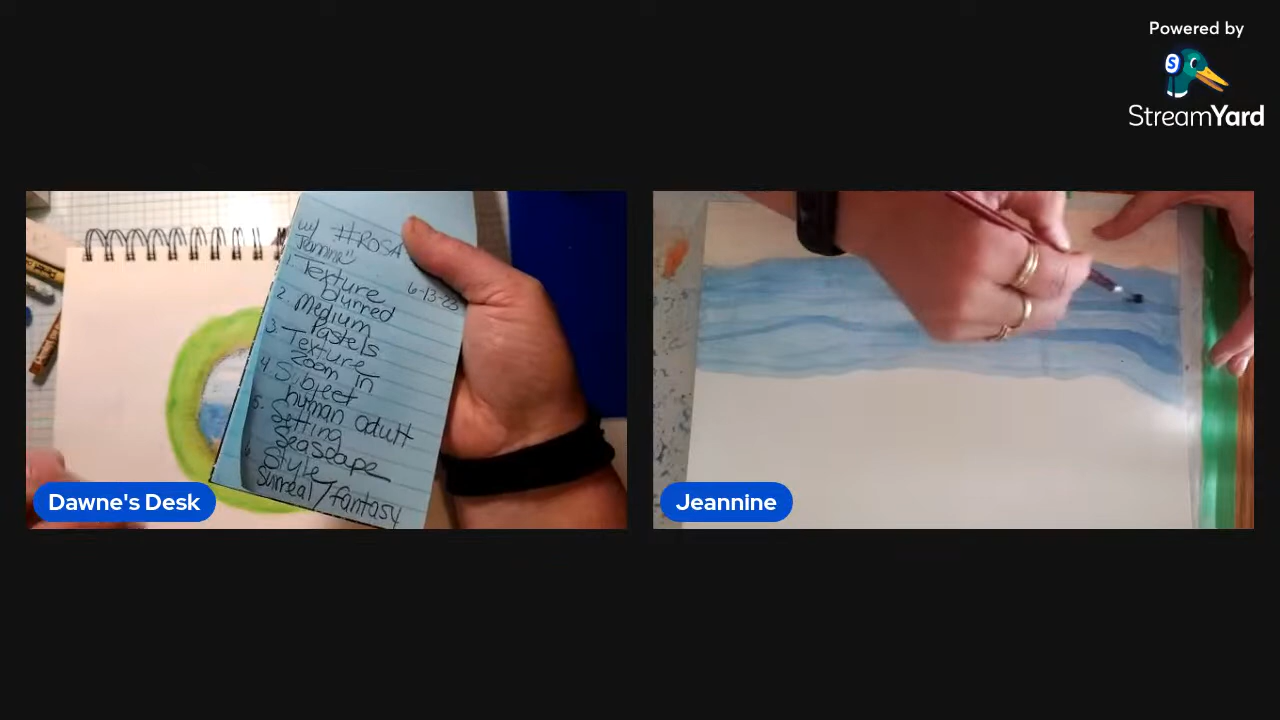 Powered by
S
StreamYard
w/ #ROSA
Jeannine
6-13-23
1. Texture
blurred
2. Medium
Pastels
3. Texture
Zoom in
4. Subject
human adult
5. Setting
Seascape
Style
Surreal/fantasy
Dawne's Desk
Jeannine